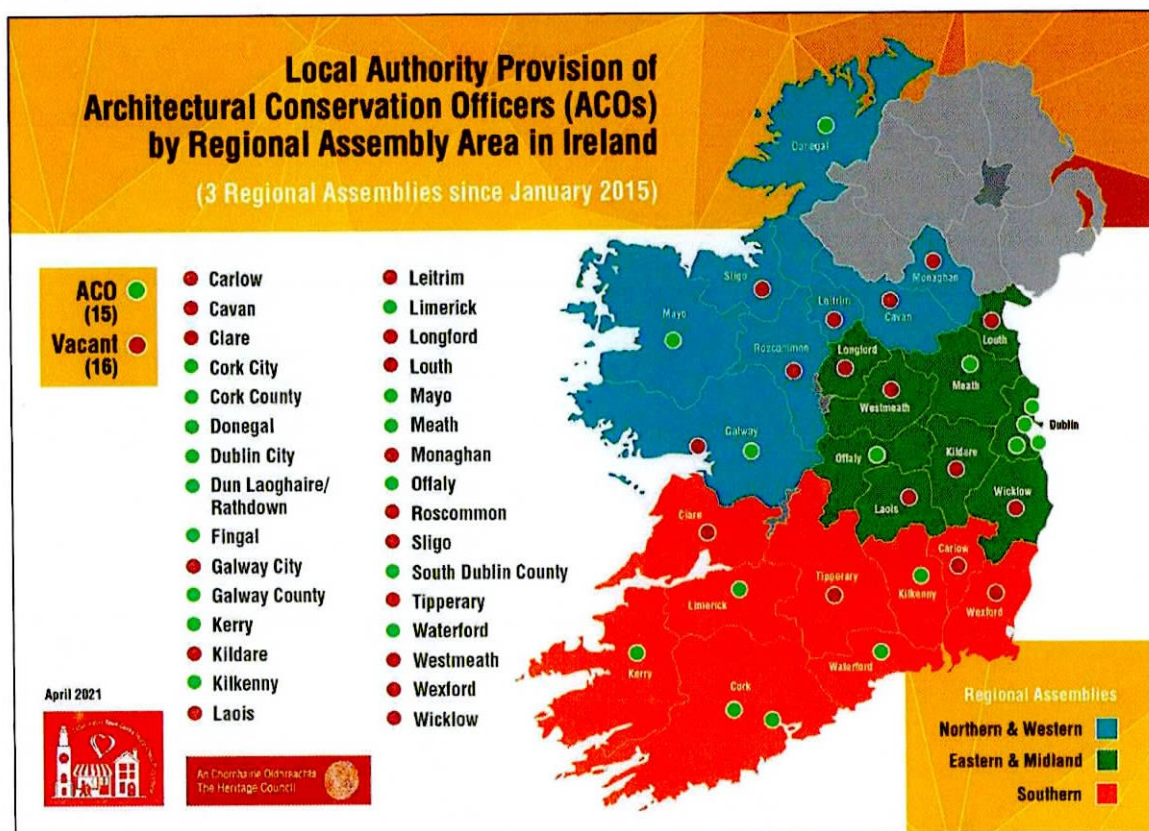 Local Authority Provision of
Architectural Conservation Officers (ACOs)
by Regional Assembly Area in Ireland
(3 Regional Assemblies since January 2015)
ACO
(15)
Vacant
(16)
Carlow
Cavan
Clare
Cork City
Cork County
Donegal
Dublin City
Dun Laoghaire/
Rathdown
Fingal
Galway City
Galway County
Kerry
Kildare
Kilkenny
Laois
Leitrim
Limerick
Longford
Louth
Mayo
Meath
Monaghan
Offaly
Roscommon
Sligo
South Dublin County
Tipperary
Waterford
Westmeath
Wexford
Wicklow
Donegal
Monaghan
Sligo
Leitrim
Cavan
Mayo
Roscommon
Longford
Louth
Meath
Westmeath
Dublin
Galway
Offaly
Kildare
Laois
Wicklow
Clare
Carlow
Tipperary
Kilkenny
Limerick
Wexford
Waterford
Kerry
Cork
April 2021
An Chomhairle Oidhreachta
The Heritage Council
Regional Assemblies
Northern & Western
Eastern & Midland
Southern